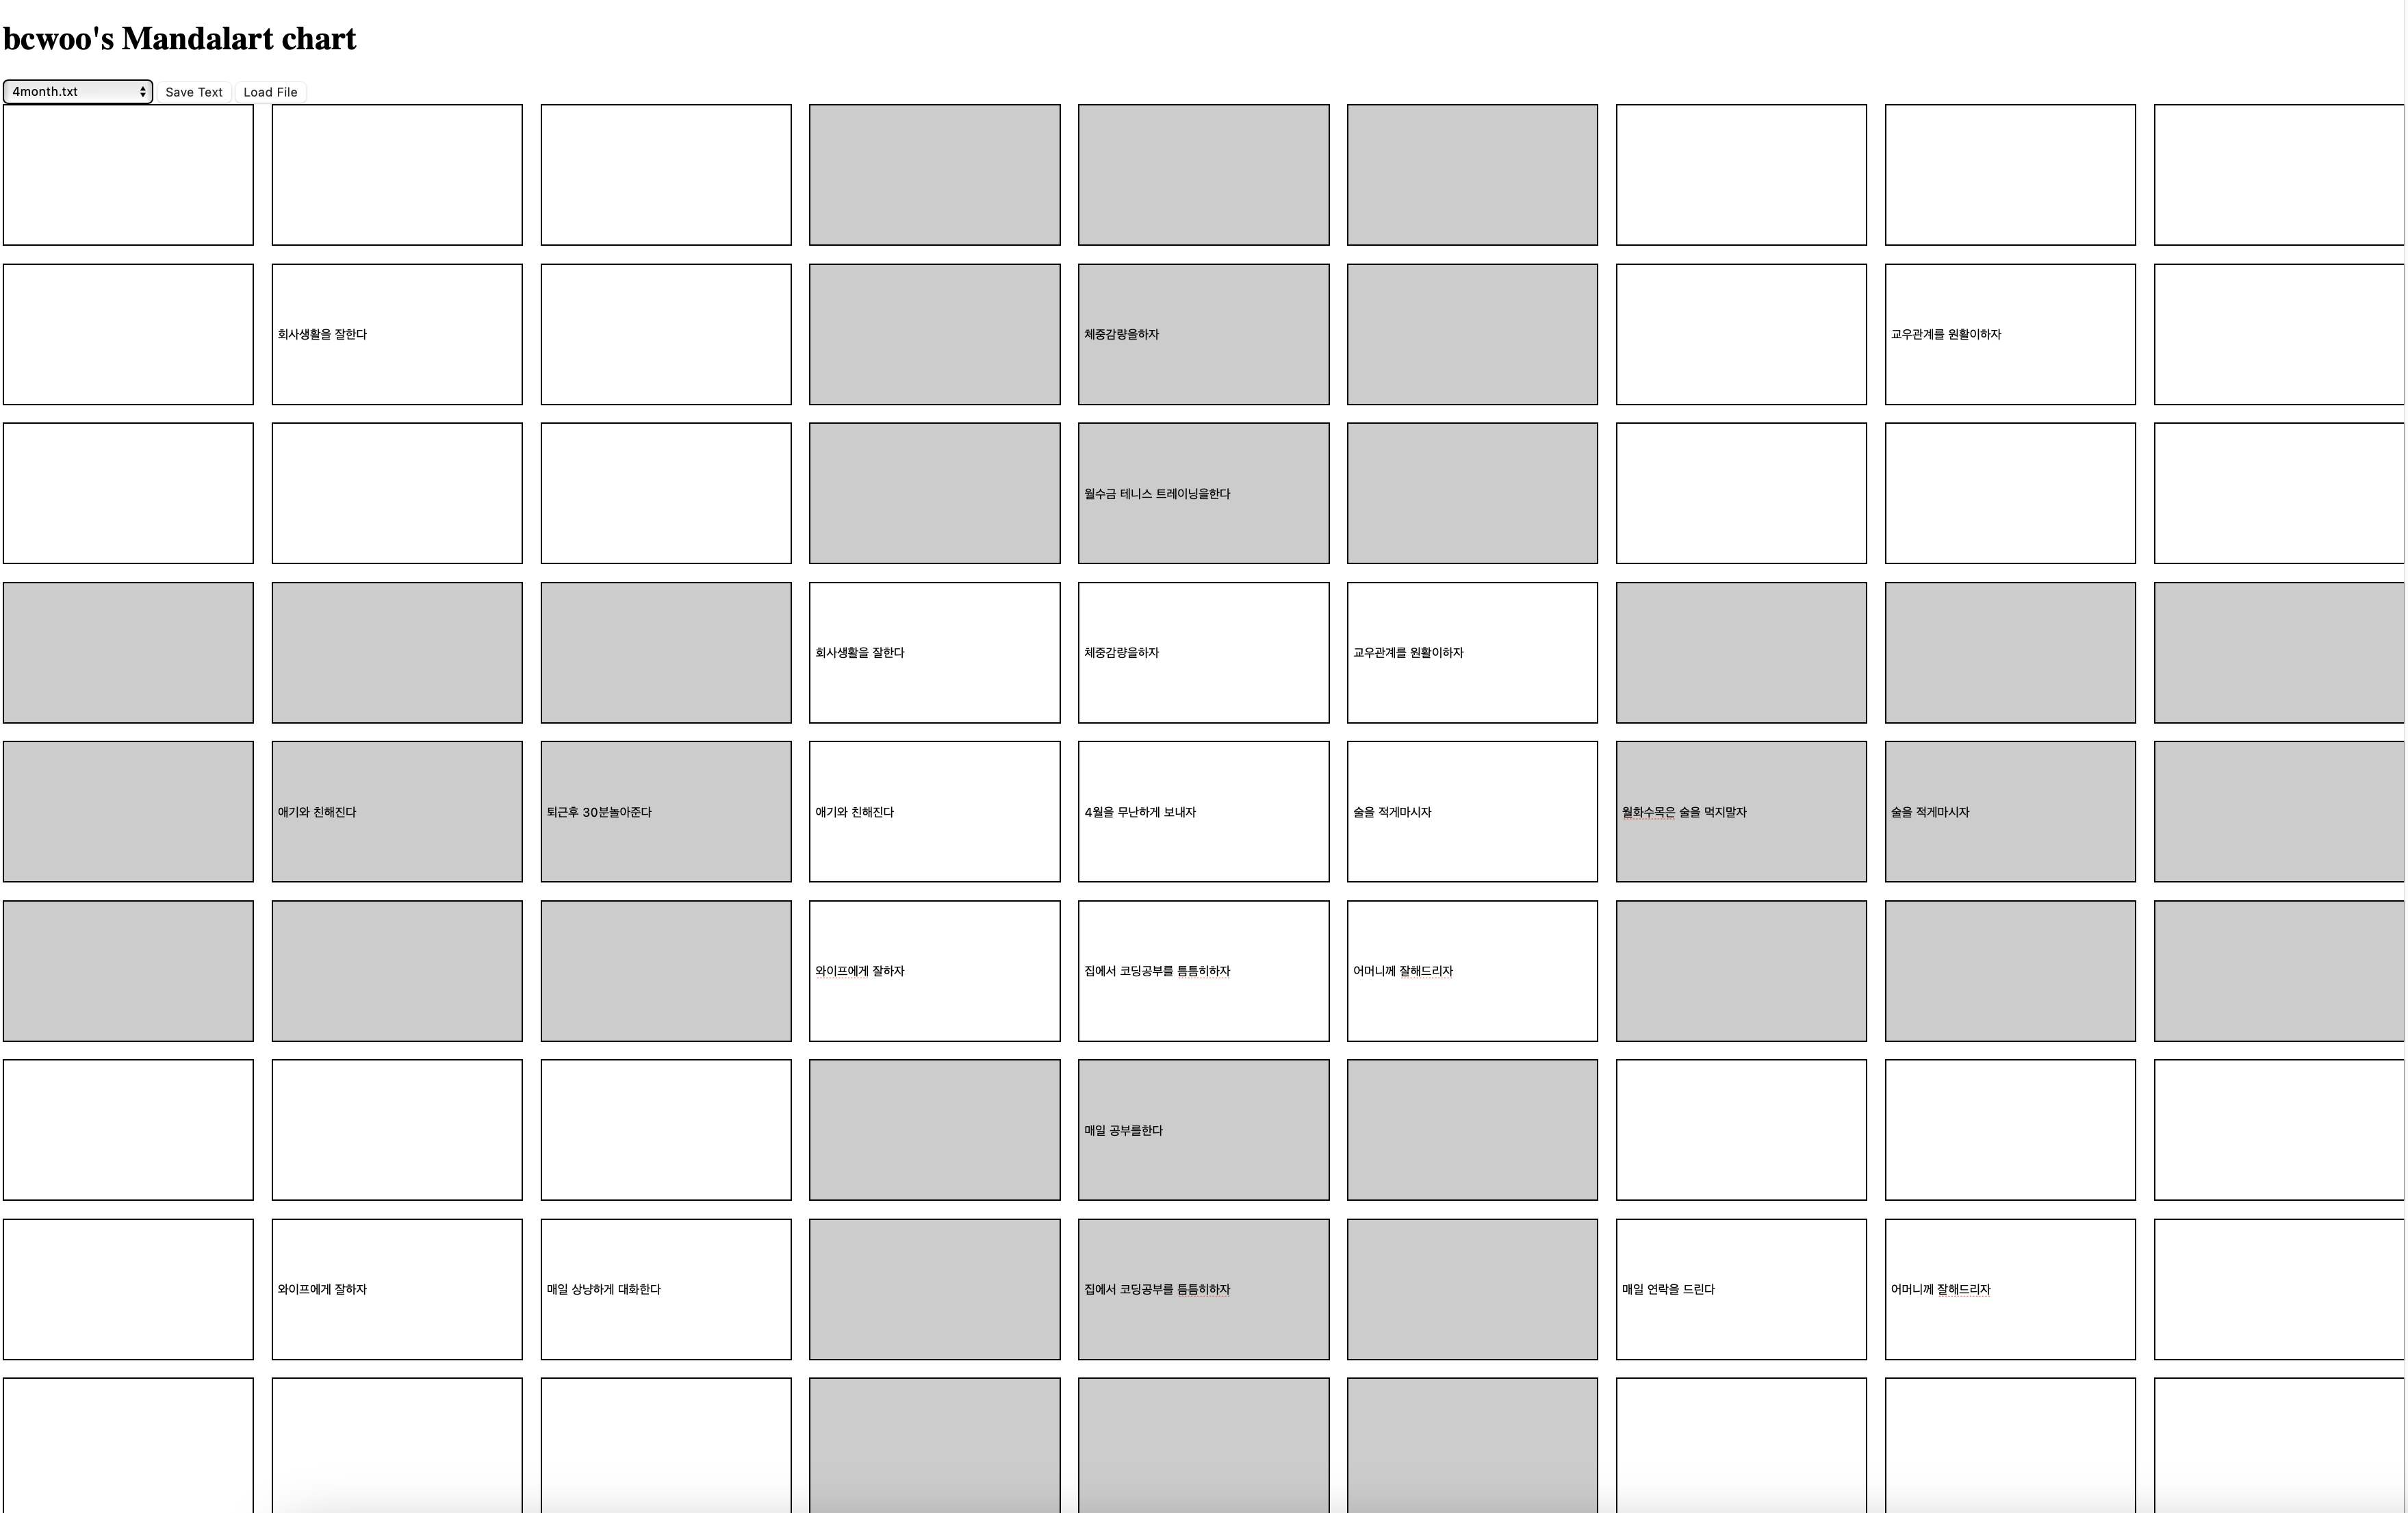 bcwoo's Mandalart chart
4month.txt Save Text Load File
회사생활을 잘한다 체중감량을하자 교우관계를 원활이하자
월수금 테니스 트레이닝을한다
회사생활을 잘한다 체중감량을하자 교우관계를 원활이하자
애기와 친해진다 퇴근후 30분놀아준다 애기와 친해진다 4월을 무난하게 보내자 술을 적게마시자 월화수목은 술을 먹지말자 술을 적게마시자
와이프에게 잘하자 집에서 코딩공부를 틈틈히하자 어머니께 잘해드리자
매일 공부를한다
와이프에게 잘하자 매일 상냥하게 대화한다 집에서 코딩공부를 틈틈히하자 매일 연락을 드린다 어머니께 잘해드리자